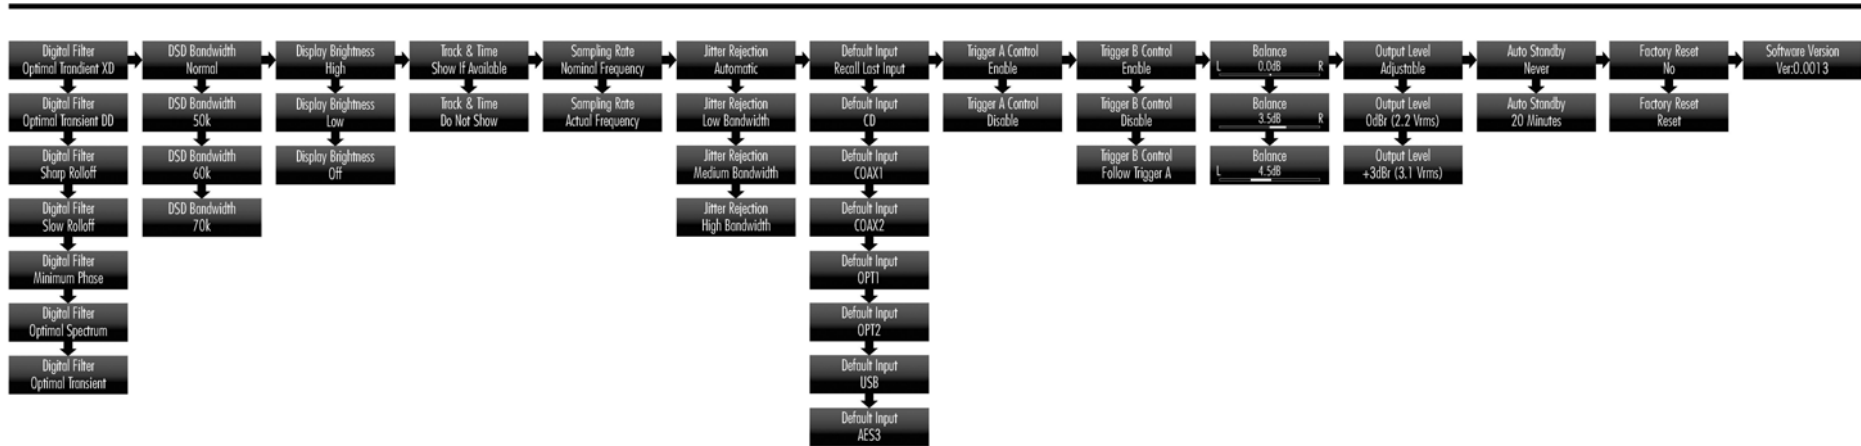 Digital Filter
Optimal Trandient XD
DSD Bandwidth
Normal
Display Brightness
High
Track & Time
Show If Available
Sampling Rate
Nominal Frequency
Jitter Rejection
Automatic
Default Input
Recall Last Input
Trigger A Control
Enable
Trigger B Control
Enable
Balance
L 0.0dB R
Output Level
Adjustable
Auto Standby
Never
Factory Reset
No
Software Version
Ver:0.0013
Digital Filter
Optimal Transient DD
DSD Bandwidth
50k
Display Brightness
Low
Track & Time
Do Not Show
Sampling Rate
Actual Frequency
Jitter Rejection
Low Bandwidth
Default Input
CD
Trigger A Control
Disable
Trigger B Control
Disable
Balance
3.5dB R
Output Level
0dBr (2.2 Vrms)
Auto Standby
20 Minutes
Factory Reset
Reset
Digital Filter
Sharp Rolloff
DSD Bandwidth
60k
Display Brightness
Off
Jitter Rejection
Medium Bandwidth
Default Input
COAX1
Trigger B Control
Follow Trigger A
Balance
L 4.5dB
Output Level
+3dBr (3.1 Vrms)
Digital Filter
Slow Rolloff
DSD Bandwidth
70k
Jitter Rejection
High Bandwidth
Default Input
COAX2
Digital Filter
Minimum Phase
Default Input
OPT1
Digital Filter
Optimal Spectrum
Default Input
OPT2
Digital Filter
Optimal Transient
Default Input
USB
Default Input
AES3